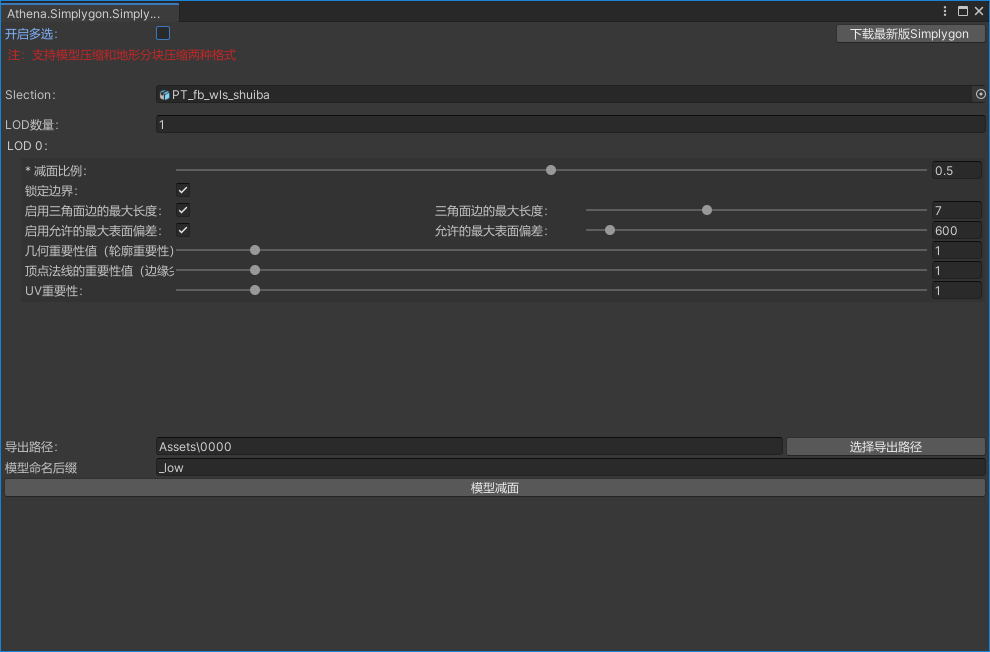 Athena.Simplygon.Simply...
开启多选: 下载最新版Simplygon
注: 支持模型压缩和地形分块压缩两种格式
Slection: PT_fb_wls_shuiba
LOD数量: 1
LOD 0:
* 减面比例: 0.5
锁定边界:
启用三角面边的最大长度: 三角面边的最大长度: 7
启用允许的最大表面偏差: 允许的最大表面偏差: 600
几何重要性值（轮廓重要性） 1
顶点法线的重要性值（边缘 1
UV重要性: 1
导出路径: Assets\0000 选择导出路径
模型命名后缀 _low
模型减面